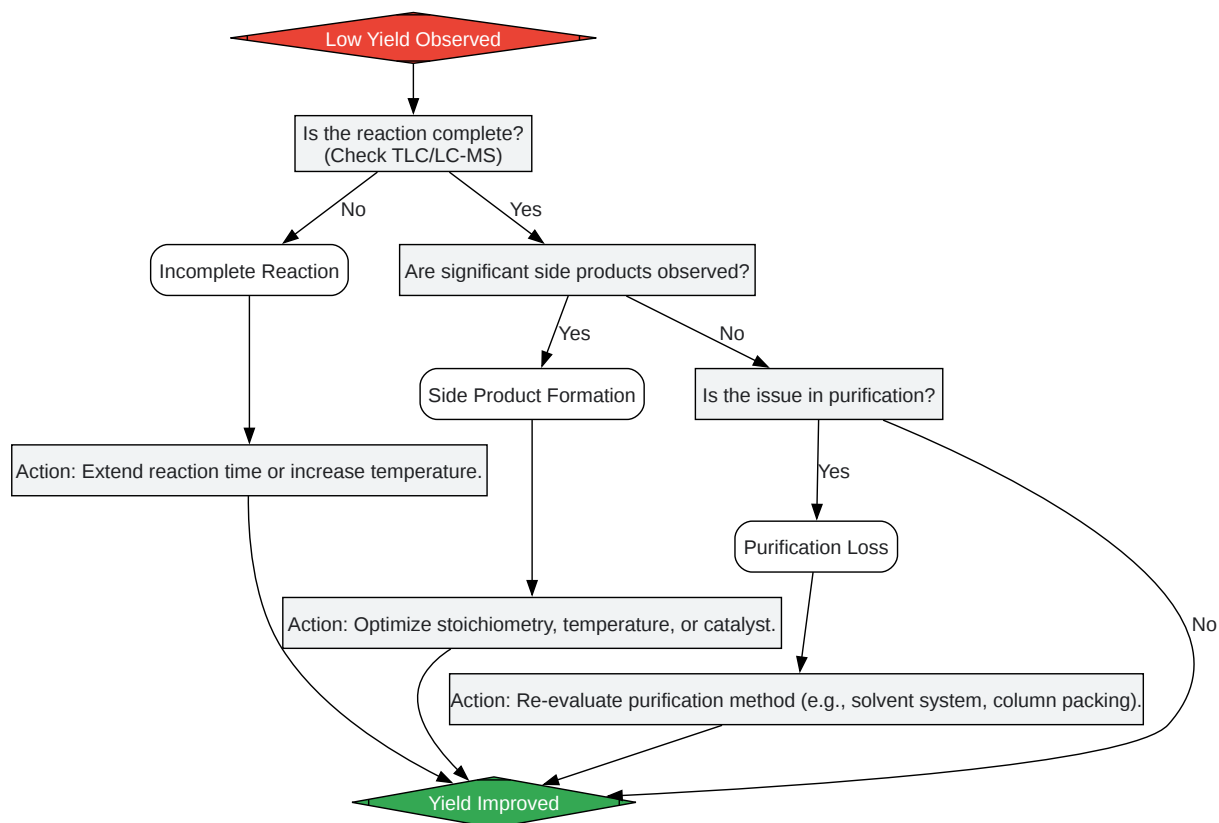 Low Yield Observed
Is the reaction complete?
(Check TLC/LC-MS)
No
Yes
Incomplete Reaction
Are significant side products observed?
Yes
No
Side Product Formation
Is the issue in purification?
Action: Extend reaction time or increase temperature.
Yes
Purification Loss
Action: Optimize stoichiometry, temperature, or catalyst.
No
Action: Re-evaluate purification method (e.g., solvent system, column packing).
Yield Improved